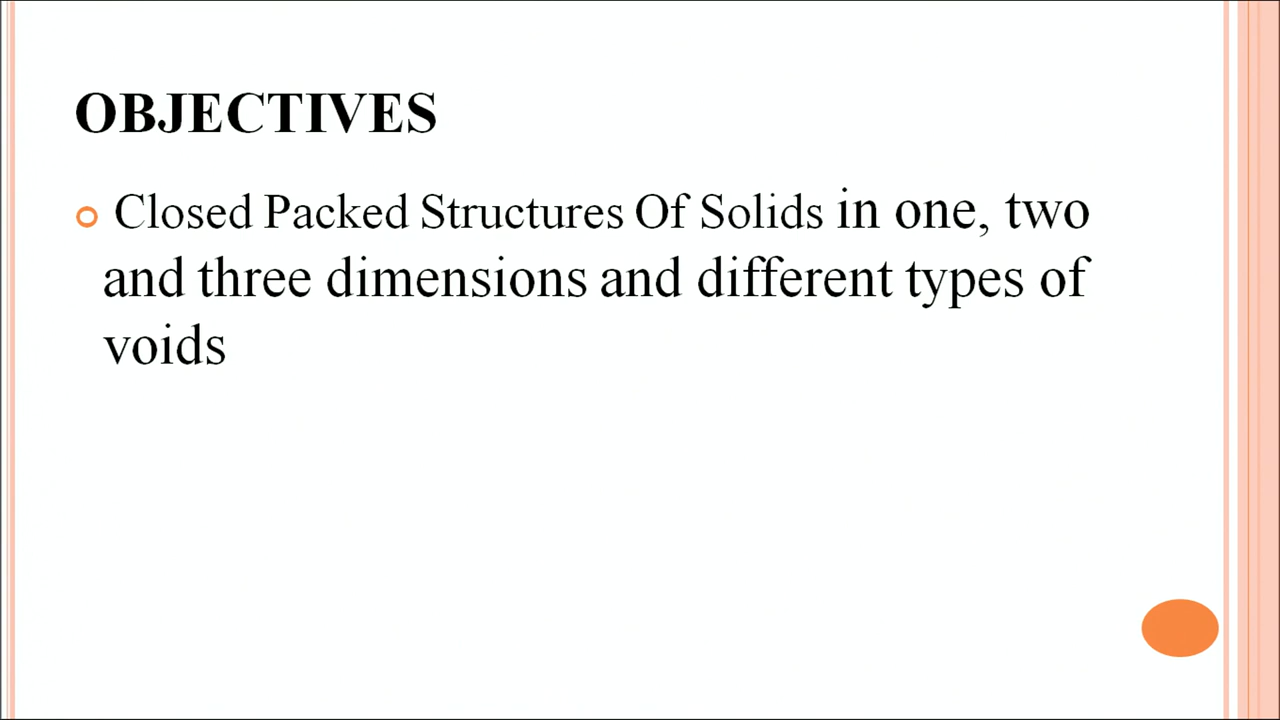 OBJECTIVES
Closed Packed Structures Of Solids in one, two
and three dimensions and different types of
voids